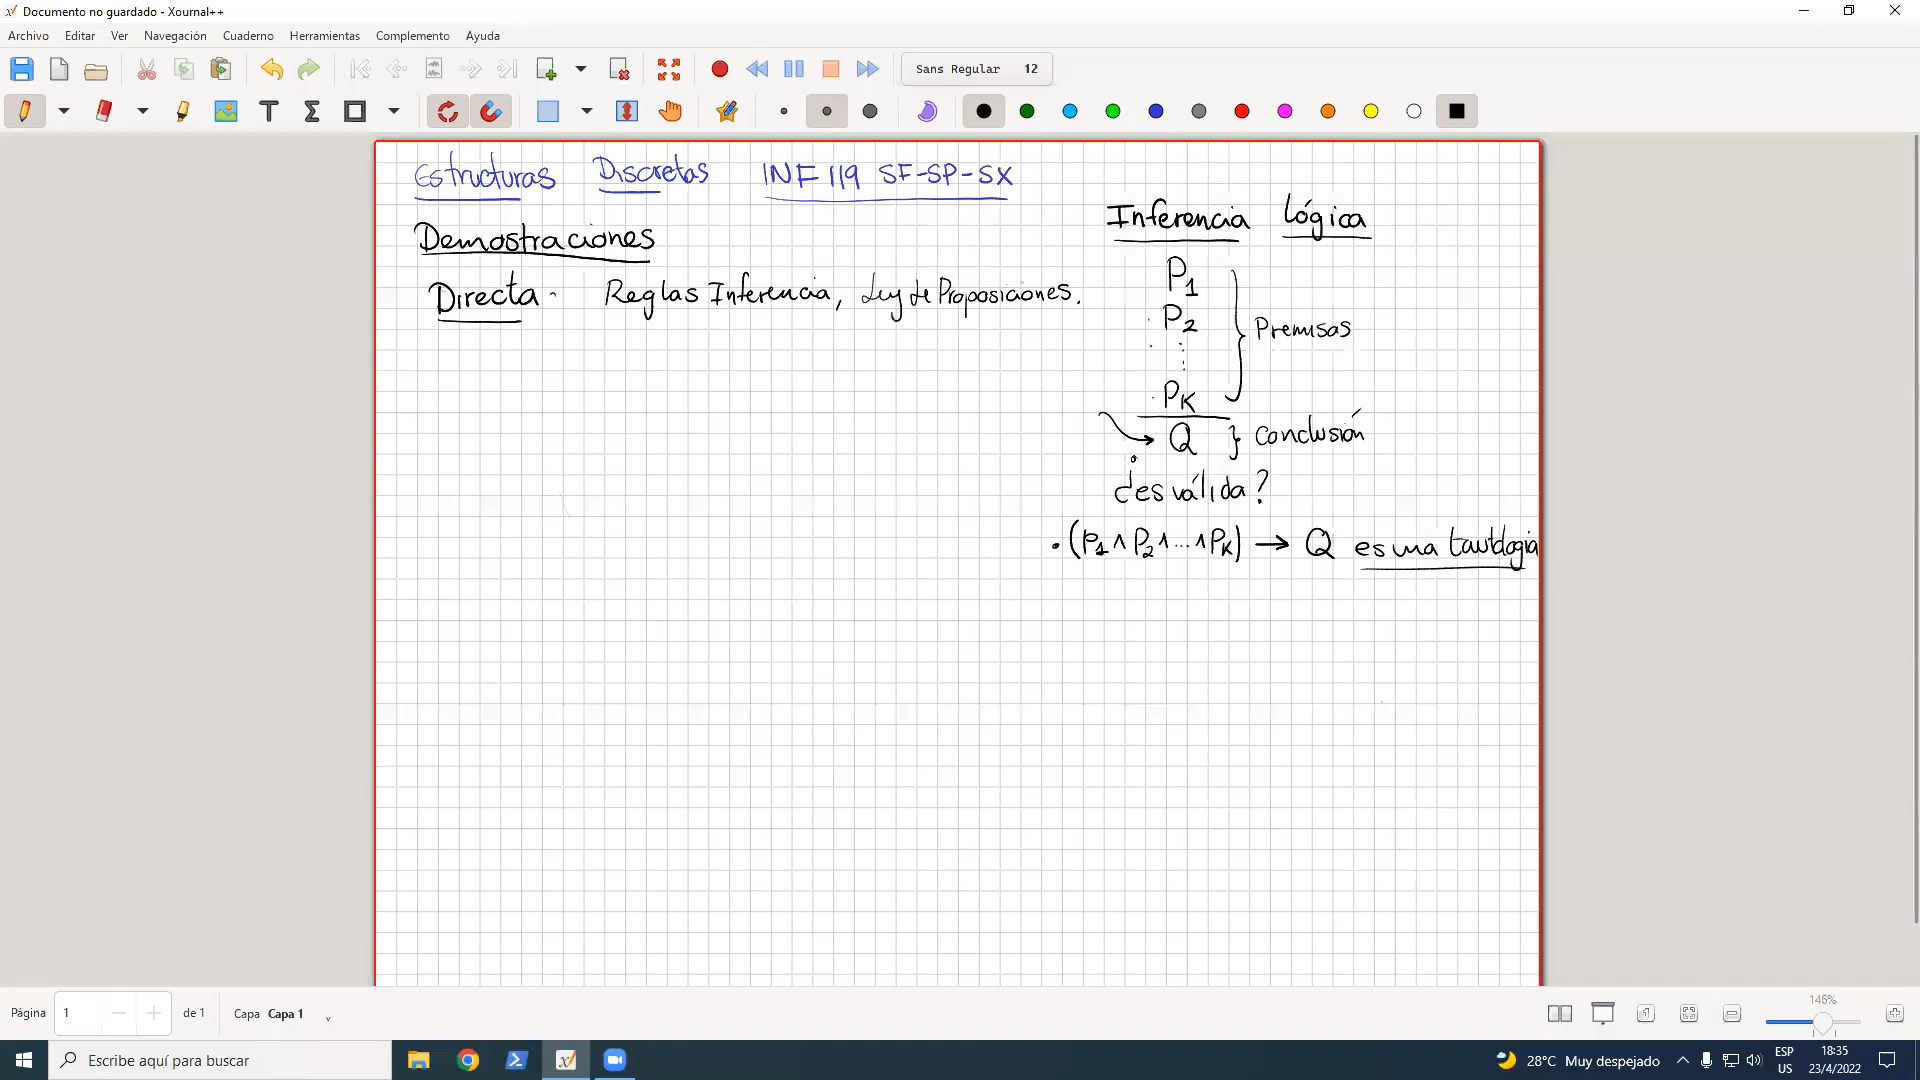 Documento no guardado - Xournal++
Archivo Editar Ver Navegación Cuaderno Herramientas Complemento Ayuda
Sans Regular 12
Estructuras Discretas INF 119 SF-SP-SX
Demostraciones
Directa. Reglas Inferencia, Ley de Proposiciones.
Inferencia Lógica
P1
P2
⋮
PK
Premisas
Q } Conclusión
¿es válida?
• (P1 ∧ P2 ∧ ... ∧ PK) → Q es una tautología
Página 1 de 1 Capa Capa 1
146%
Escribe aquí para buscar
28°C Muy despejado
ESP
US
18:35
23/4/2022